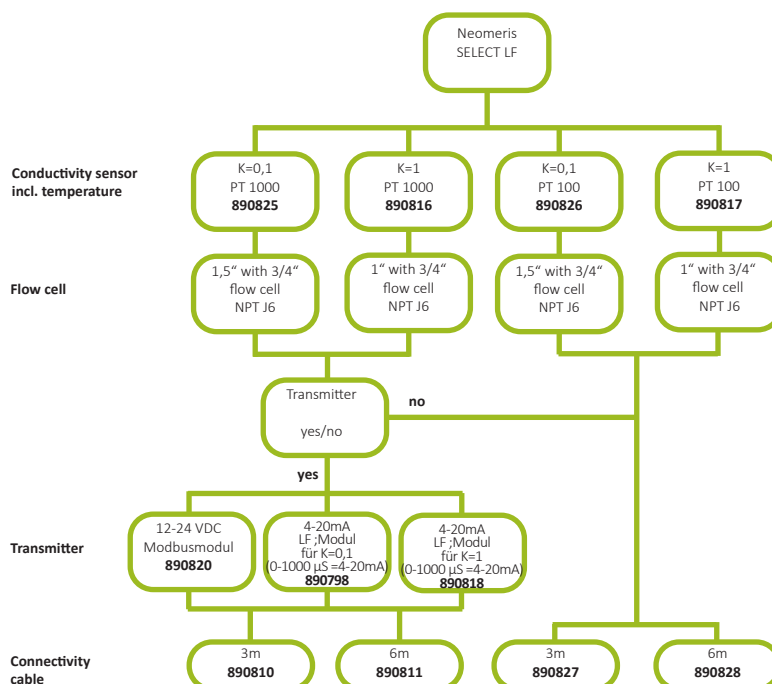 Neomeris
SELECT LF
Conductivity sensor
incl. temperature
K=0,1
PT 1000
890825
K=1
PT 1000
890816
K=0,1
PT 100
890826
K=1
PT 100
890817
Flow cell
1,5“ with 3/4“
flow cell
NPT J6
1“ with 3/4“
flow cell
NPT J6
1,5“ with 3/4“
flow cell
NPT J6
1“ with 3/4“
flow cell
NPT J6
Transmitter
yes/no
no
yes
Transmitter
12-24 VDC
Modbusmodul
890820
4-20mA
LF ;Modul
für K=0,1
(0-1000 µS =4-20mA)
890798
4-20mA
LF ;Modul
für K=1
(0-1000 µS =4-20mA)
890818
Connectivity
cable
3m
890810
6m
890811
3m
890827
6m
890828